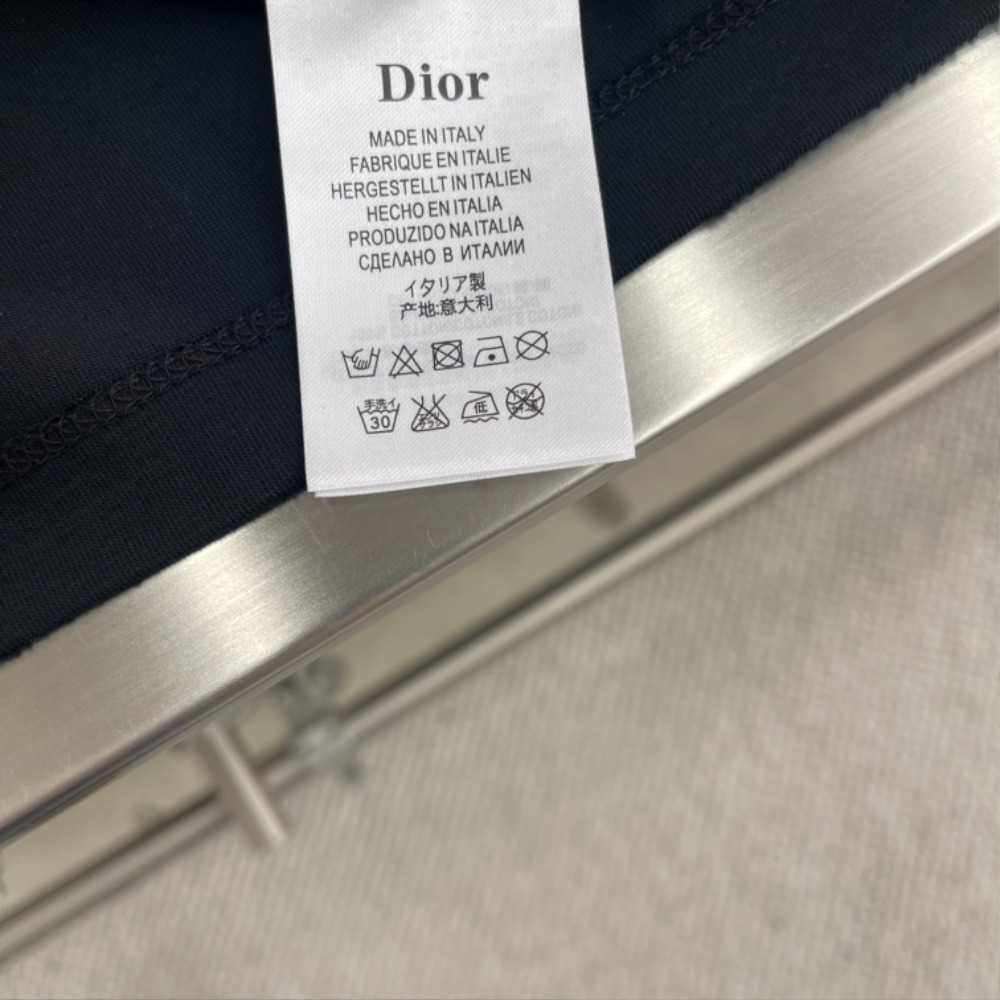 Dior
MADE IN ITALY
FABRIQUE EN ITALIE
HERGESTELLT IN ITALIEN
HECHO EN ITALIA
PRODUZIDO NA ITALIA
СДЕЛАНО В ИТАЛИИ
イタリア製
产地:意大利
手洗イ
30
低